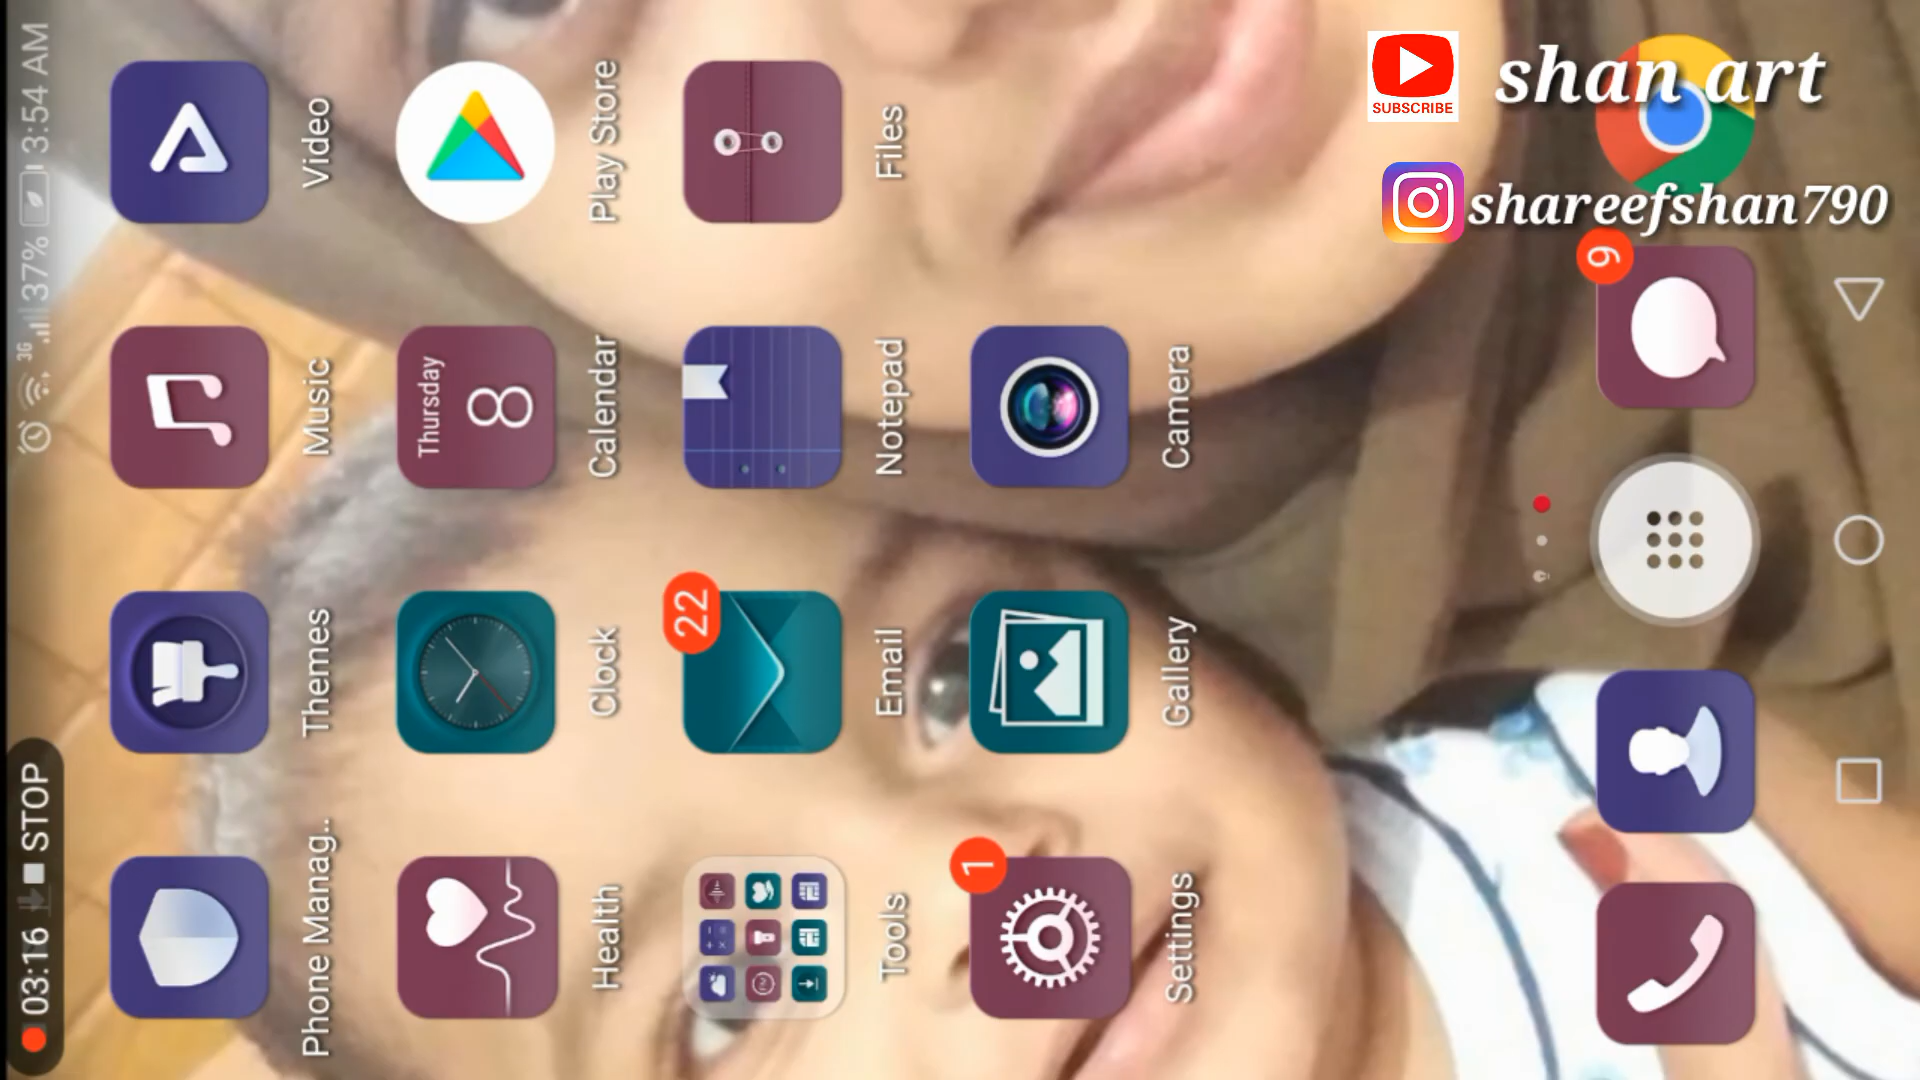 03:16 STOP
3G 37% 3:54 AM
Phone Manag..
Themes
Music
Video
Health
Clock
Thursday
8
Calendar
Play Store
Tools
22
Email
Notepad
Files
1
Settings
Gallery
Camera
9
SUBSCRIBE
shan art
shareefshan790